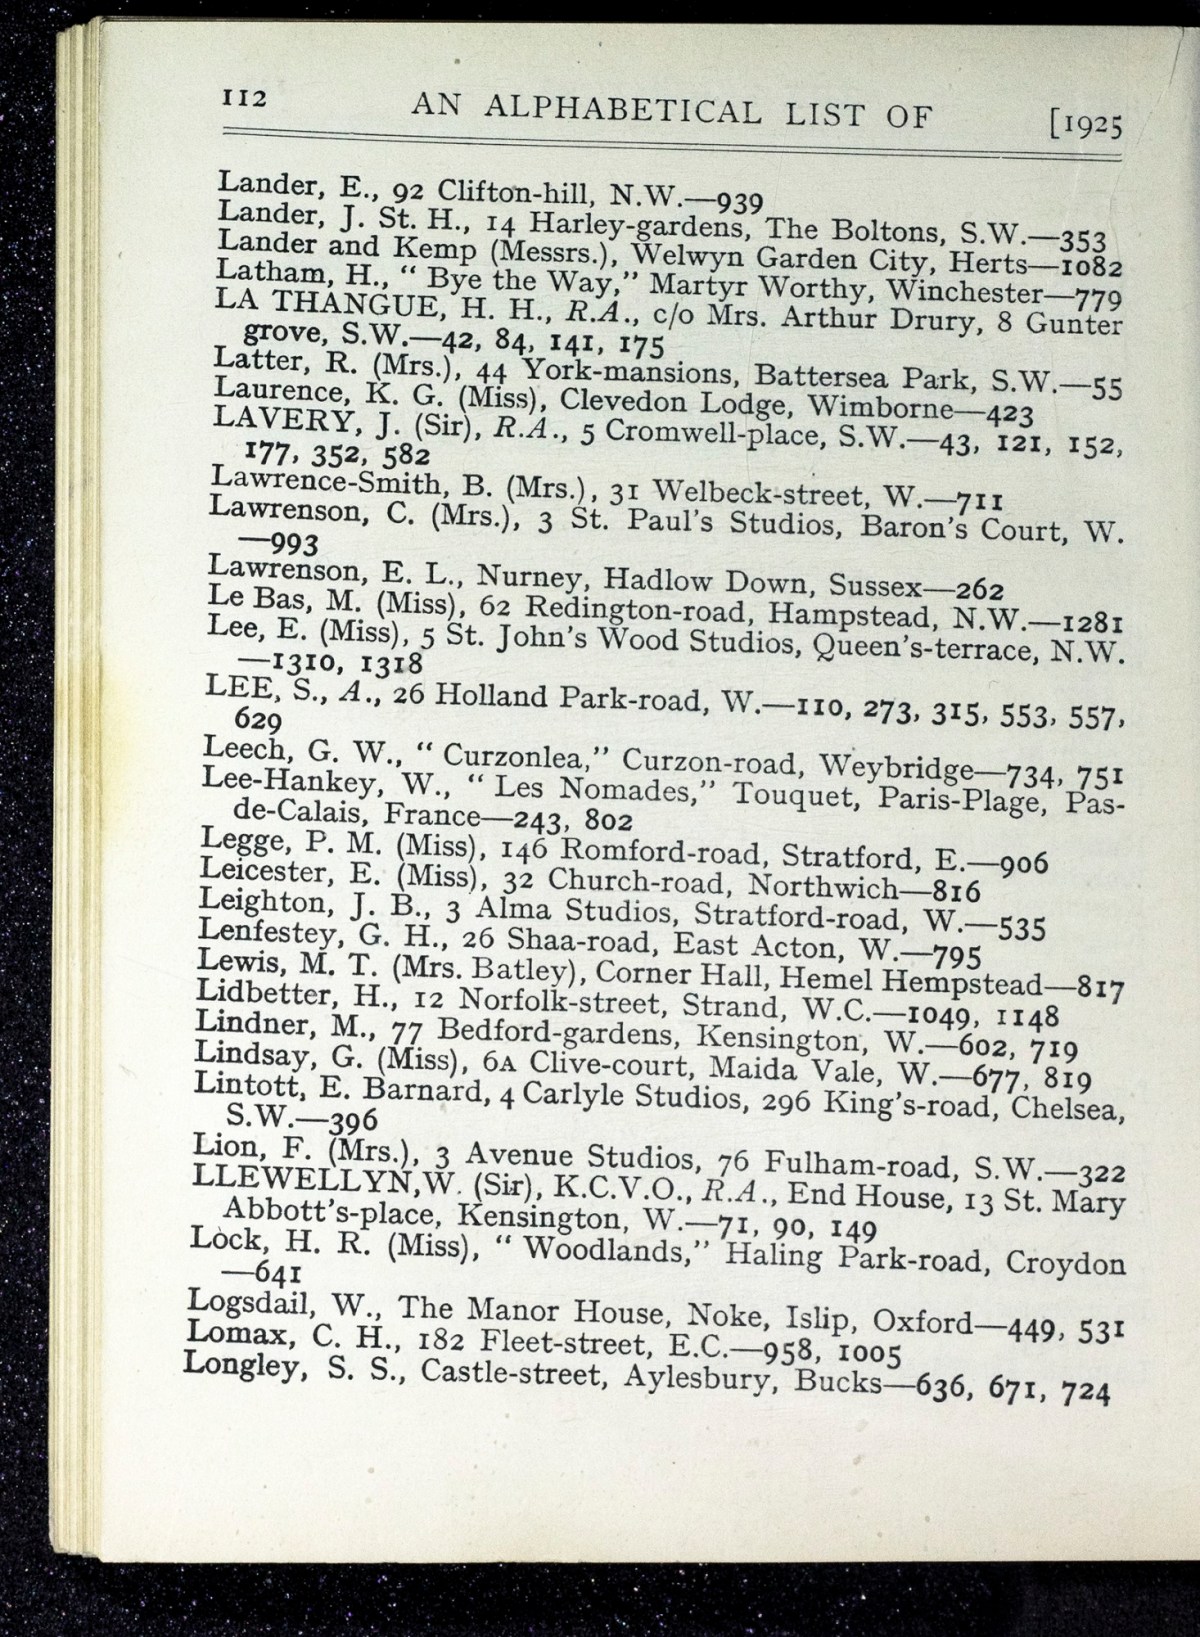 112 AN ALPHABETICAL LIST OF [1925
Lander, E., 92 Clifton-hill, N.W.—939
Lander, J. St. H., 14 Harley-gardens, The Boltons, S.W.—353
Lander and Kemp (Messrs.), Welwyn Garden City, Herts—1082
Latham, H., “ Bye the Way,” Martyr Worthy, Winchester—779
LA THANGUE, H. H., R.A., c/o Mrs. Arthur Drury, 8 Gunter
grove, S.W.—42, 84, 141, 175
Latter, R. (Mrs.), 44 York-mansions, Battersea Park, S.W.—55
Laurence, K. G. (Miss), Clevedon Lodge, Wimborne—423
LAVERY, J. (Sir), R.A., 5 Cromwell-place, S.W.—43, 121, 152,
177, 352, 582
Lawrence-Smith, B. (Mrs.), 31 Welbeck-street, W.—711
Lawrenson, C. (Mrs.), 3 St. Paul's Studios, Baron's Court, W.
—993
Lawrenson, E. L., Nurney, Hadlow Down, Sussex—262
Le Bas, M. (Miss), 62 Redington-road, Hampstead, N.W.—1281
Lee, E. (Miss), 5 St. John's Wood Studios, Queen's-terrace, N.W.
—1310, 1318
LEE, S., A., 26 Holland Park-road, W.—110, 273, 315, 553, 557,
629
Leech, G. W., “ Curzonlea,” Curzon-road, Weybridge—734, 751
Lee-Hankey, W., “ Les Nomades,” Touquet, Paris-Plage, Pas-
de-Calais, France—243, 802
Legge, P. M. (Miss), 146 Romford-road, Stratford, E.—906
Leicester, E. (Miss), 32 Church-road, Northwich—816
Leighton, J. B., 3 Alma Studios, Stratford-road, W.—535
Lenfestey, G. H., 26 Shaa-road, East Acton, W.—795
Lewis, M. T. (Mrs. Batley), Corner Hall, Hemel Hempstead—817
Lidbetter, H., 12 Norfolk-street, Strand, W.C.—1049, 1148
Lindner, M., 77 Bedford-gardens, Kensington, W.—602, 719
Lindsay, G. (Miss), 6A Clive-court, Maida Vale, W.—677, 819
Lintott, E. Barnard, 4 Carlyle Studios, 296 King's-road, Chelsea,
S.W.—396
Lion, F. (Mrs.), 3 Avenue Studios, 76 Fulham-road, S.W.—322
LLEWELLYN,W. (Sir), K.C.V.O., R.A., End House, 13 St. Mary
Abbott's-place, Kensington, W.—71, 90, 149
Lock, H. R. (Miss), “ Woodlands,” Haling Park-road, Croydon
—641
Logsdail, W., The Manor House, Noke, Islip, Oxford—449, 531
Lomax, C. H., 182 Fleet-street, E.C.—958, 1005
Longley, S. S., Castle-street, Aylesbury, Bucks—636, 671, 724